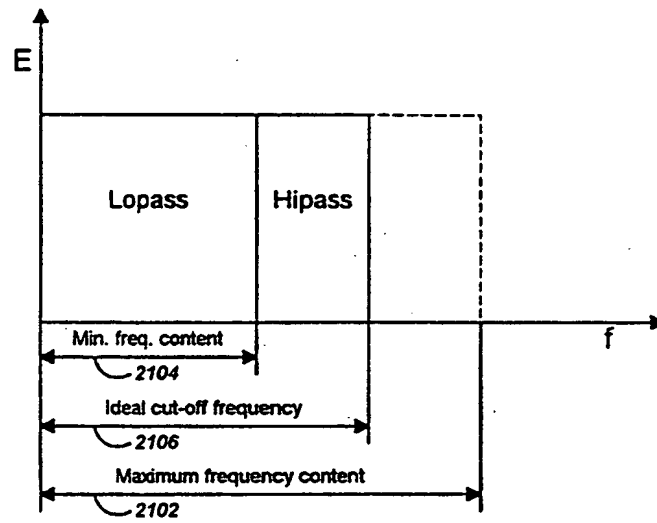 E
Lopass
Hipass
f
Min. freq. content
2104
Ideal cut-off frequency
2106
Maximum frequency content
2102